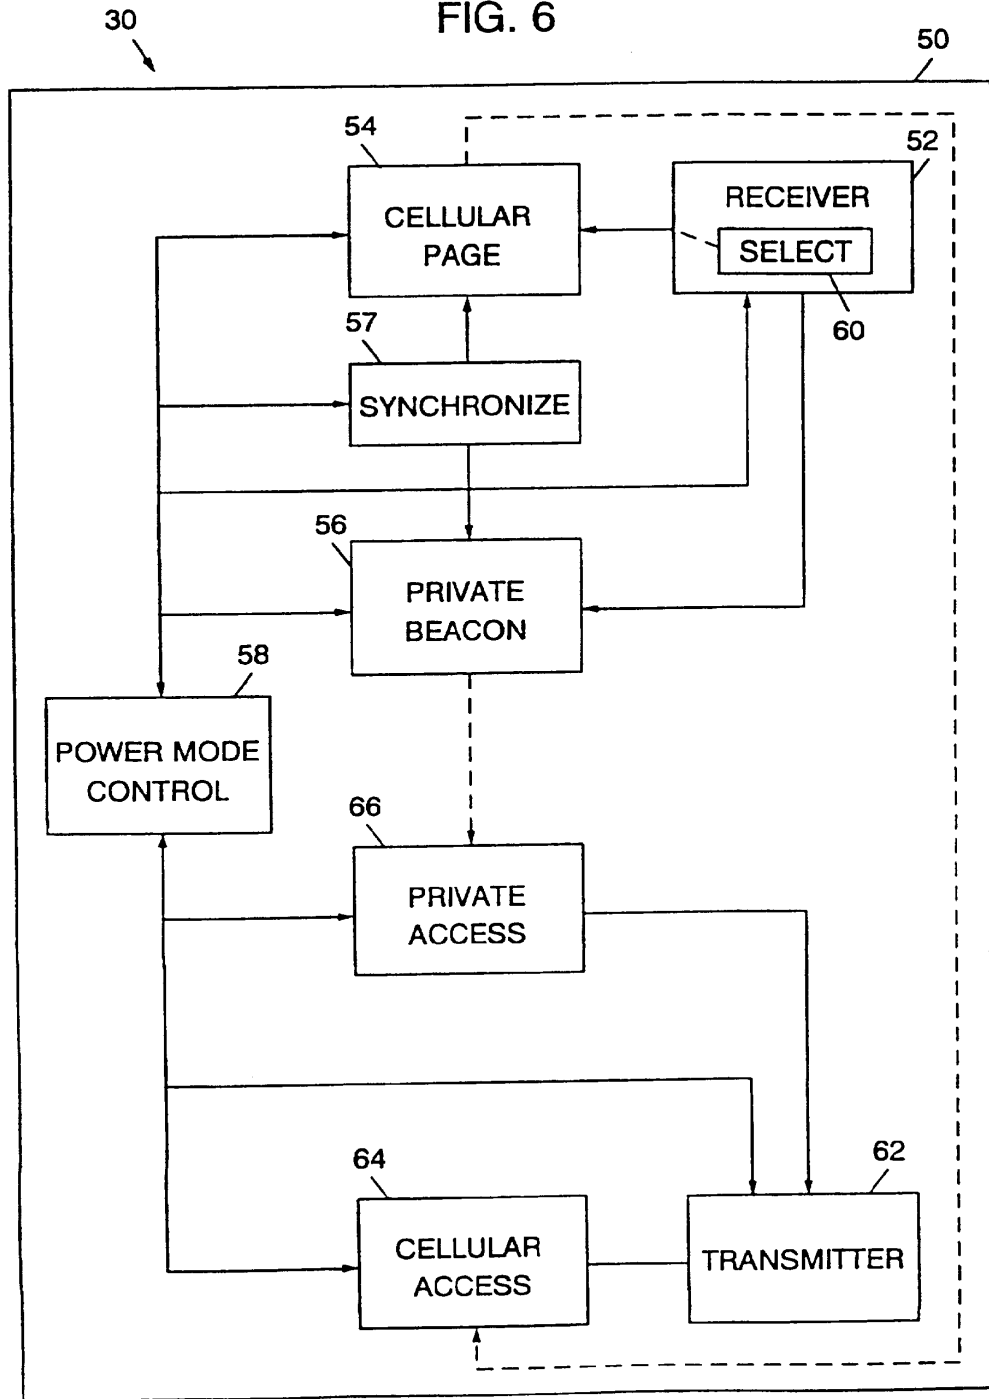 FIG. 6
30
50
54
52
CELLULAR
PAGE
RECEIVER
SELECT
60
57
SYNCHRONIZE
56
PRIVATE
BEACON
58
POWER MODE
CONTROL
66
PRIVATE
ACCESS
64
62
CELLULAR
ACCESS
TRANSMITTER